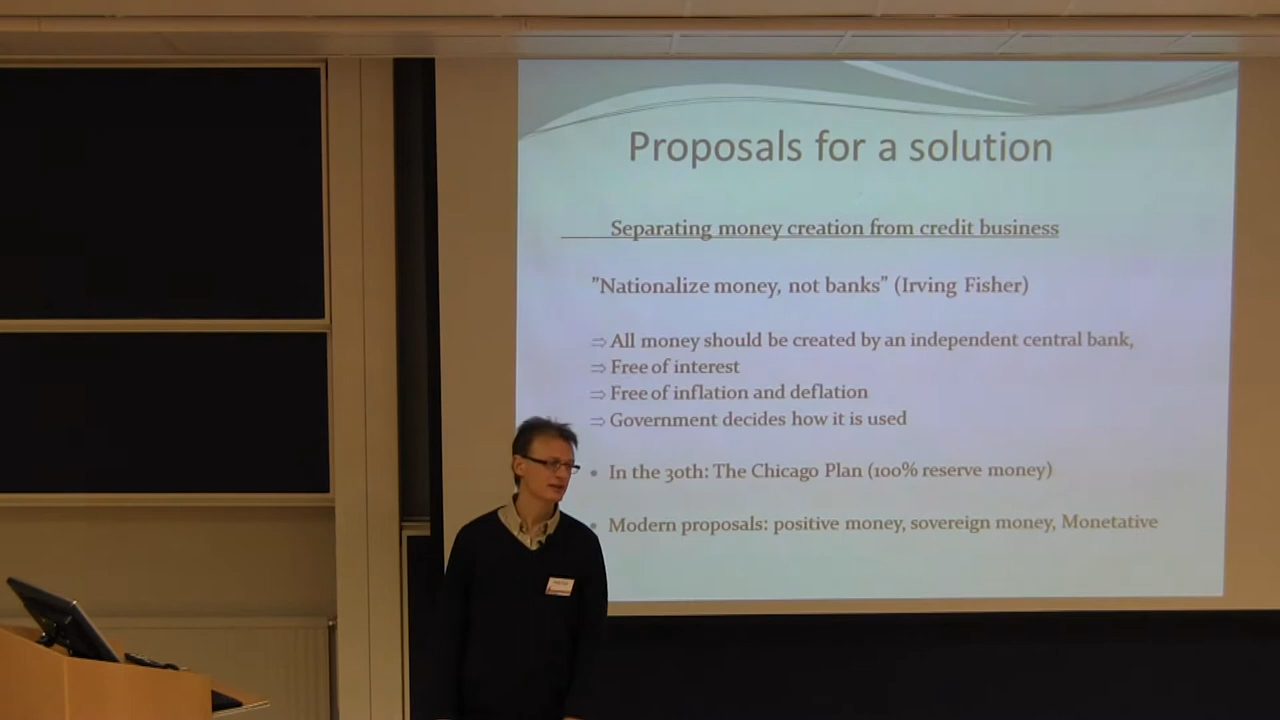 Proposals for a solution
Separating money creation from credit business
”Nationalize money, not banks” (Irving Fisher)
⇒ All money should be created by an independent central bank,
⇒ Free of interest
⇒ Free of inflation and deflation
⇒ Government decides how it is used
• In the 30th: The Chicago Plan (100% reserve money)
• Modern proposals: positive money, sovereign money, Monetative